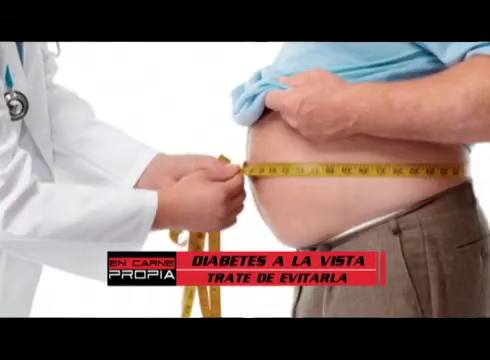 EN CARNE
PROPIA
DIABETES A LA VISTA
TRATE DE EVITARLA